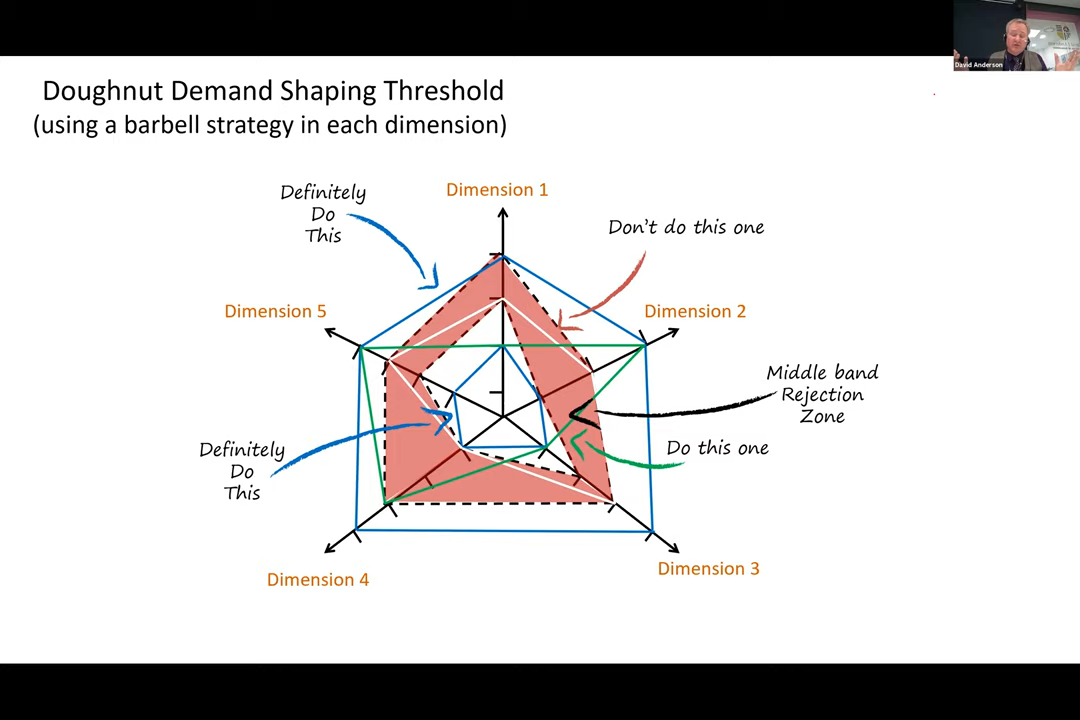 David Anderson
Doughnut Demand Shaping Threshold
(using a barbell strategy in each dimension)
Definitely
Do
This
Dimension 1
Don't do this one
Dimension 5
Dimension 2
Middle band
Rejection
Zone
Definitely
Do
This
Do this one
Dimension 4
Dimension 3